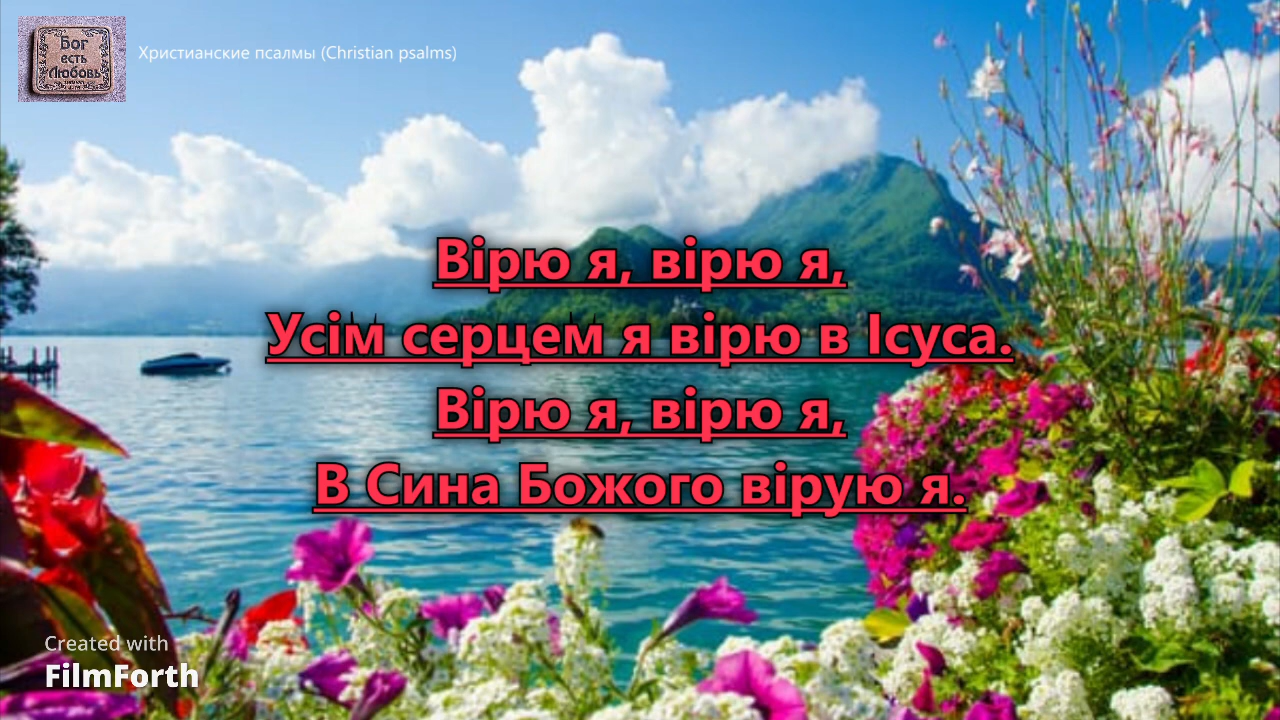 Бог
есть
Любовь
Христианские псалмы (Christian psalms)
Вірю я, вірю я,
Усім серцем я вірю в Ісуса.
Вірю я, вірю я,
В Сина Божого вірую я.
Created with
FilmForth